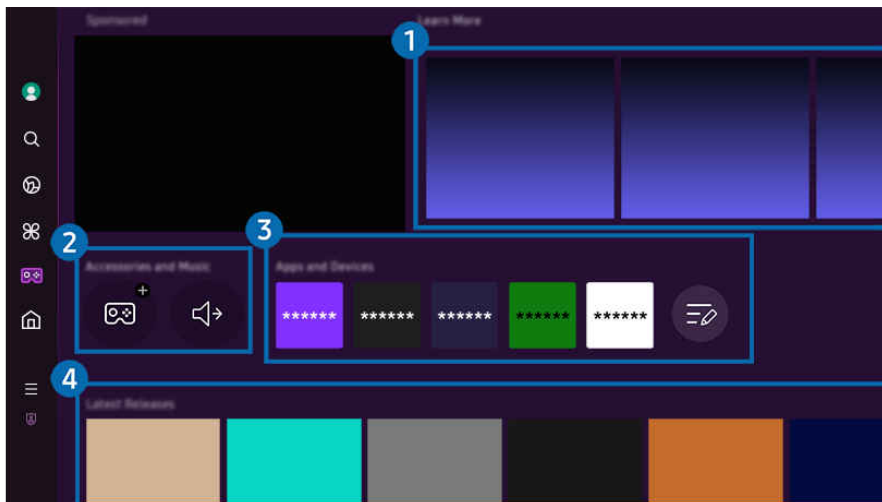 Sponsored
Learn More
1
2
3
Accessories and Music
Apps and Devices
****** ****** ****** ****** ******
4
Latest Releases